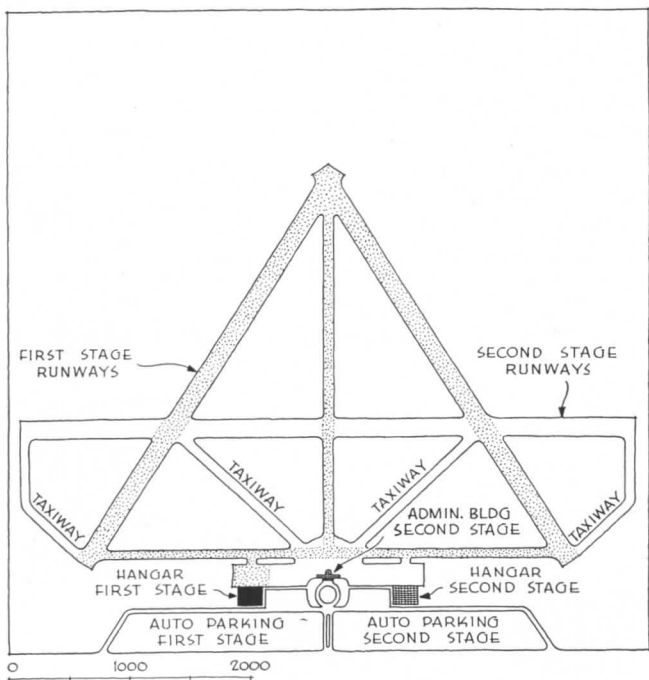 FIRST STAGE
RUNWAYS
SECOND STAGE
RUNWAYS
TAXIWAY
TAXIWAY
TAXIWAY
TAXIWAY
ADMIN. BLDG
SECOND STAGE
HANGAR
FIRST STAGE
HANGAR
SECOND STAGE
AUTO PARKING
FIRST STAGE
AUTO PARKING
SECOND STAGE
0 1000 2000